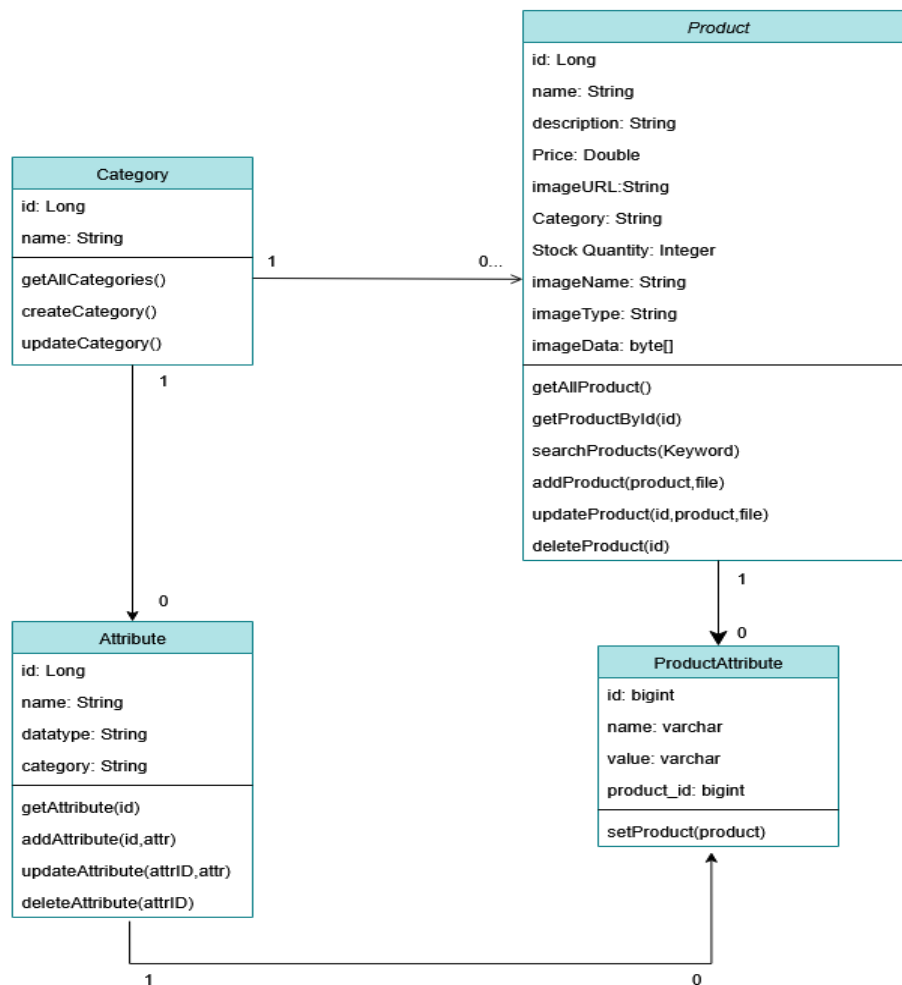 Product
id: Long
name: String
description: String
Price: Double
imageURL:String
Category: String
Stock Quantity: Integer
imageName: String
imageType: String
imageData: byte[]
getAllProduct()
getProductById(id)
searchProducts(Keyword)
addProduct(product,file)
updateProduct(id,product,file)
deleteProduct(id)
Category
id: Long
name: String
getAllCategories()
createCategory()
updateCategory()
1
0...
1
0
Attribute
id: Long
name: String
datatype: String
category: String
getAttribute(id)
addAttribute(id,attr)
updateAttribute(attrID,attr)
deleteAttribute(attrID)
1
0
ProductAttribute
id: bigint
name: varchar
value: varchar
product_id: bigint
setProduct(product)
1
0